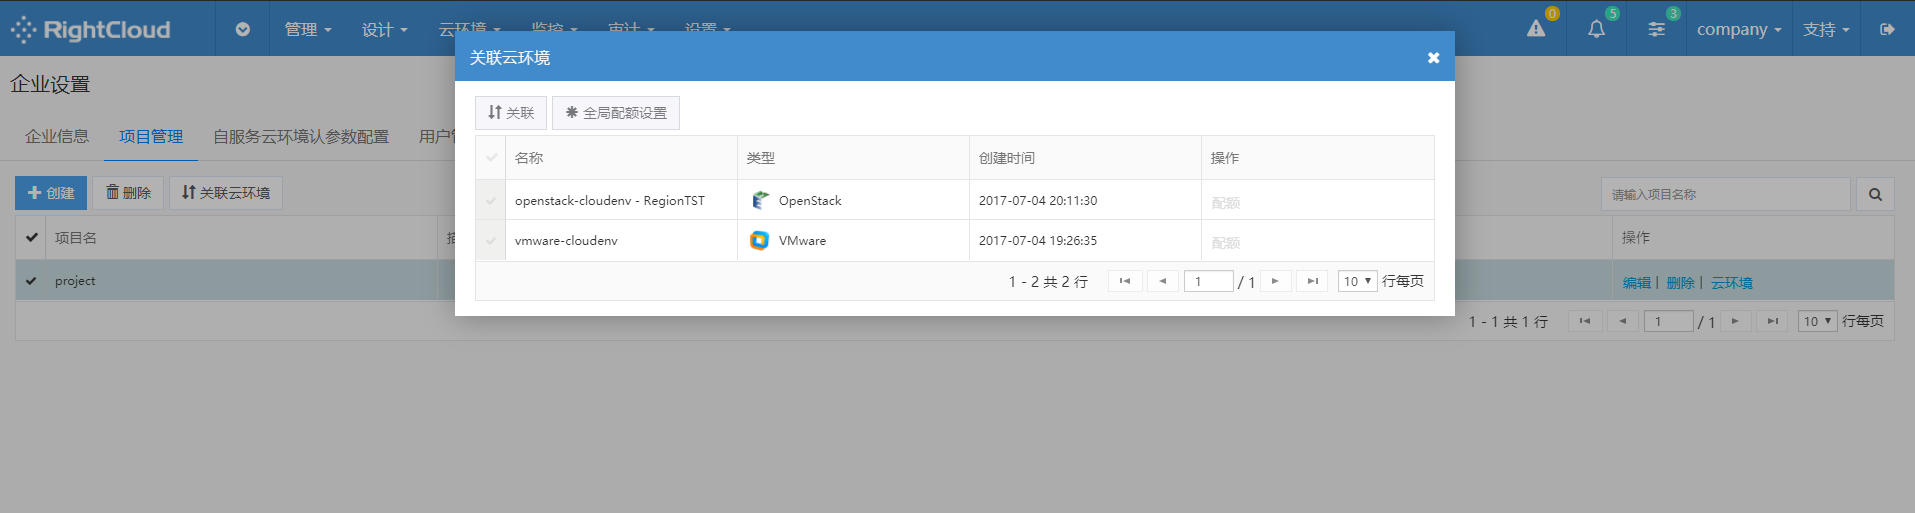 RightCloud 管理 设计 云环境 监控 审计 设置 0 5 3 company 支持
关联云环境
企业设置
企业信息 项目管理 自服务云环境认参数配置 用户
关联 全局配额设置
名称 类型 创建时间 操作
openstack-cloudenv - RegionTST OpenStack 2017-07-04 20:11:30 配额
vmware-cloudenv VMware 2017-07-04 19:26:35 配额
1 - 2 共 2 行 1 / 1 10 行每页
创建 删除 关联云环境 请输入项目名称
项目名 操作
project 编辑 | 删除 | 云环境
1 - 1 共 1 行 1 / 1 10 行每页